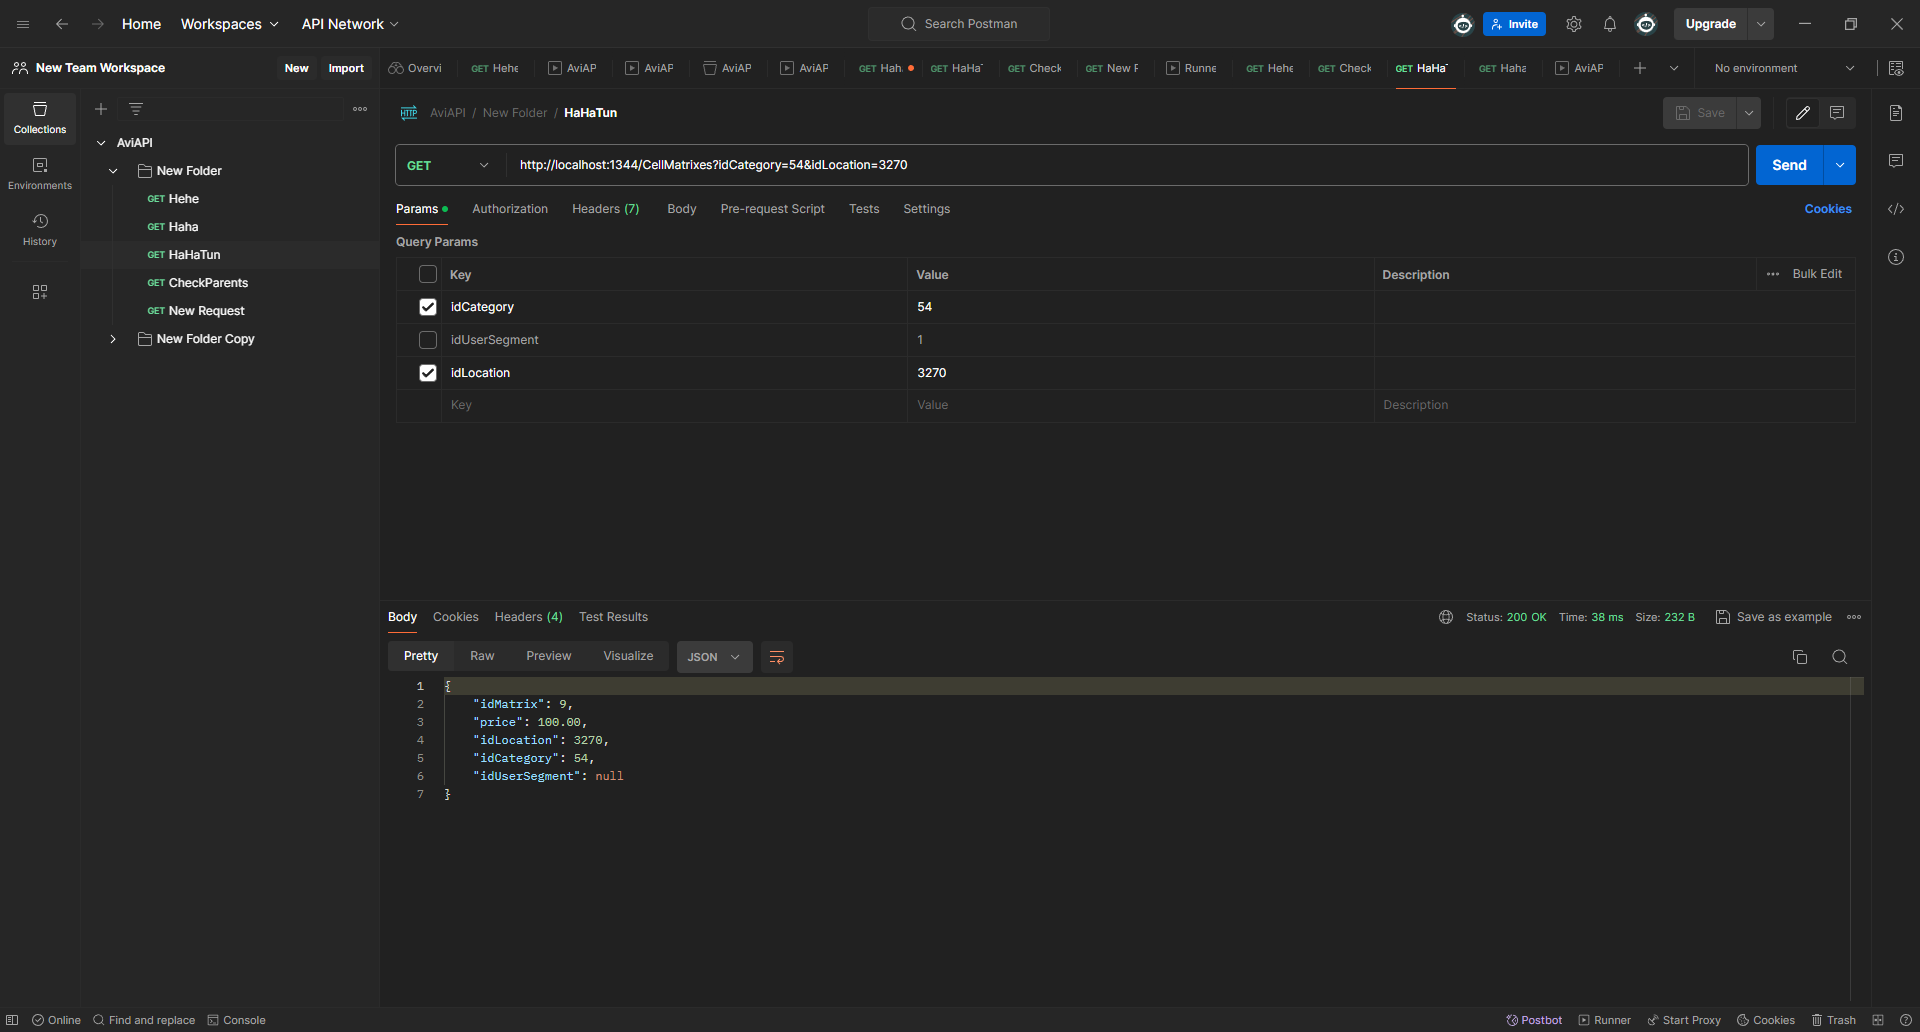 Home Workspaces API Network Search Postman Invite Upgrade
New Team Workspace New Import Overvi GET Hehe AviAP AviAP AviAP AviAP GET Hah GET HaHaT GET Check GET New F Runne GET Hehe GET Check GET HaHaT GET Haha AviAP No environment
Collections
Environments
History
AviAPI
New Folder
GET Hehe
GET Haha
GET HaHaTun
GET CheckParents
GET New Request
New Folder Copy
HTTP AviAPI / New Folder / HaHaTun Save
GET http://localhost:1344/CellMatrixes?idCategory=54&idLocation=3270 Send
Params Authorization Headers (7) Body Pre-request Script Tests Settings Cookies
Query Params
Key Value Description Bulk Edit
idCategory 54
idUserSegment 1
idLocation 3270
Key Value Description
Body Cookies Headers (4) Test Results Status: 200 OK Time: 38 ms Size: 232 B Save as example
Pretty Raw Preview Visualize JSON
1 {
2 "idMatrix": 9,
3 "price": 100.00,
4 "idLocation": 3270,
5 "idCategory": 54,
6 "idUserSegment": null
7 }
Online Find and replace Console Postbot Runner Start Proxy Cookies Trash